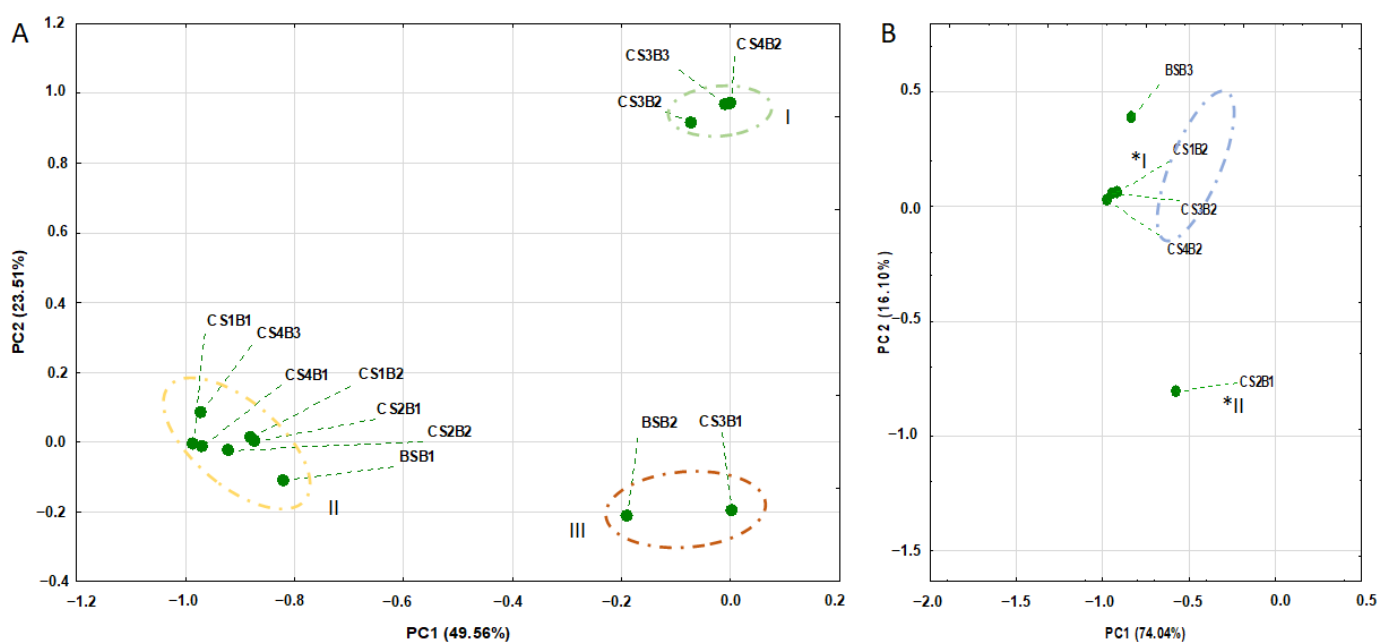 A
1.2
1.0
0.8
0.6
0.4
0.2
0.0
−0.2
−0.4
PC2 (23.51%)
CS4B2
CS3B3
CS3B2
I
CS1B1
CS4B3
CS4B1
CS1B2
CS2B1
CS2B2
BSB1
II
BSB2
CS3B1
III
−1.2
−1.0
−0.8
−0.6
−0.4
−0.2
0.0
0.2
PC1 (49.56%)
B
0.5
0.0
−0.5
−1.0
−1.5
PC 2 (16.10%)
BSB3
*I
CS1B2
CS3B2
CS4B2
CS2B1
*II
−2.0
−1.5
−1.0
−0.5
0.0
0.5
PC1 (74.04%)